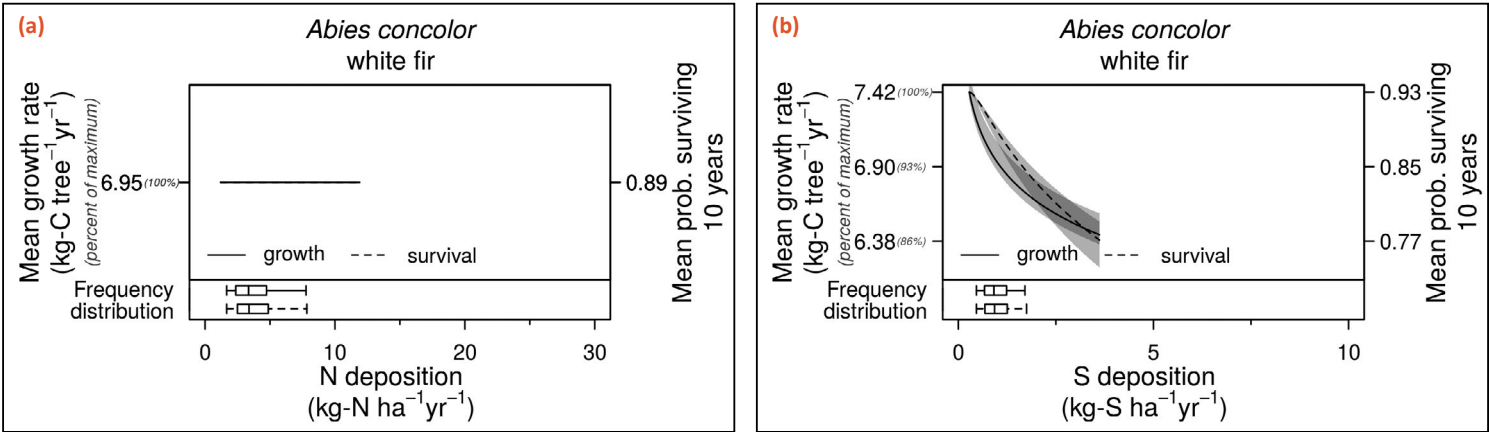 (a)
Abies concolor
white fir
Mean growth rate
(kg-C tree⁻¹yr⁻¹)
(percent of maximum)
6.95(100%)
0.89
Mean prob. surviving
10 years
growth
survival
Frequency
distribution
0
10
20
30
N deposition
(kg-N ha⁻¹yr⁻¹)
(b)
Abies concolor
white fir
Mean growth rate
(kg-C tree⁻¹yr⁻¹)
(percent of maximum)
7.42(100%)
6.90(93%)
6.38(86%)
0.93
0.85
0.77
Mean prob. surviving
10 years
growth
survival
Frequency
distribution
0
5
10
S deposition
(kg-S ha⁻¹yr⁻¹)